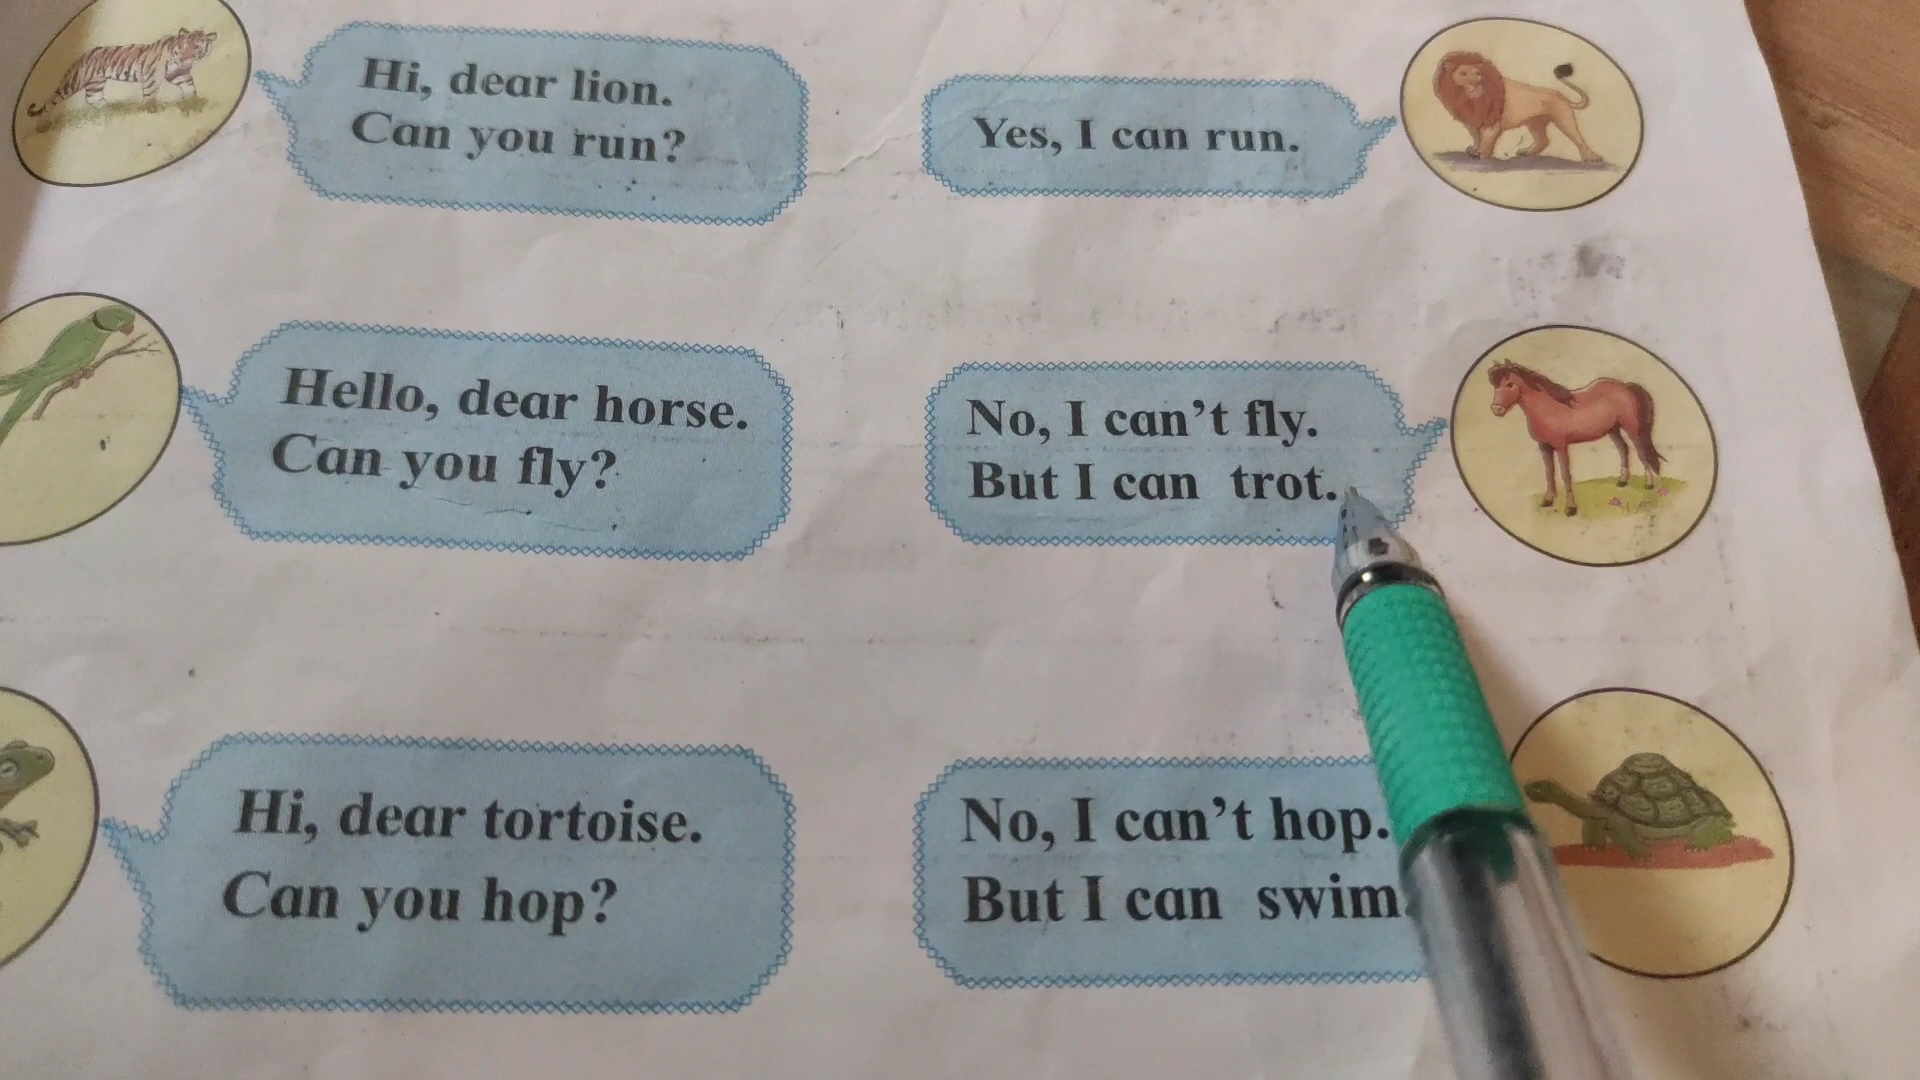 Hi, dear lion.
Can you run?
Yes, I can run.
Hello, dear horse.
Can you fly?
No, I can't fly.
But I can trot.
Hi, dear tortoise.
Can you hop?
No, I can't hop.
But I can swim.